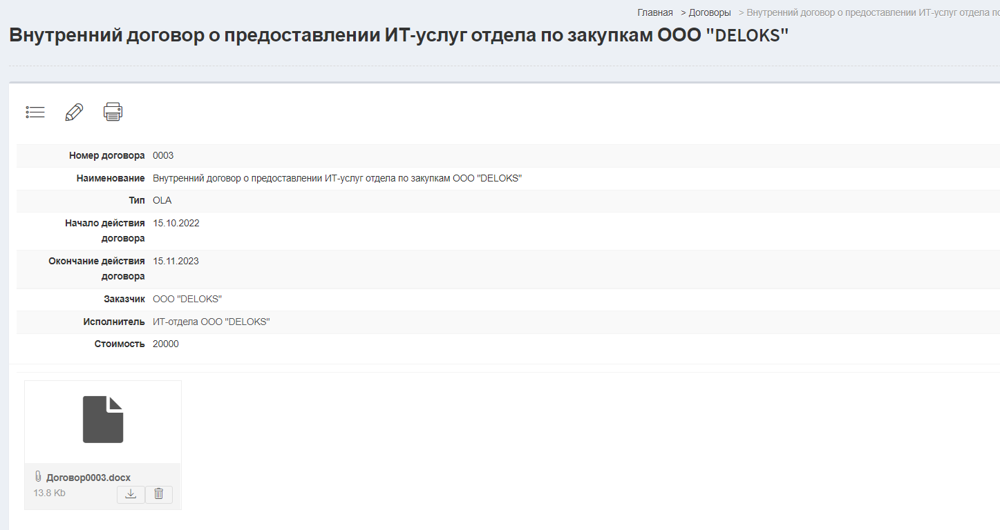 Главная > Договоры > Внутренний договор о предоставлении ИТ-услуг отдела
Внутренний договор о предоставлении ИТ-услуг отдела по закупкам ООО "DELOKS"
Номер договора 0003
Наименование Внутренний договор о предоставлении ИТ-услуг отдела по закупкам ООО "DELOKS"
Тип OLA
Начало действия 15.10.2022
договора
Окончание действия 15.11.2023
договора
Заказчик ООО "DELOKS"
Исполнитель ИТ-отдела ООО "DELOKS"
Стоимость 20000
Договор0003.docx
13.8 Kb